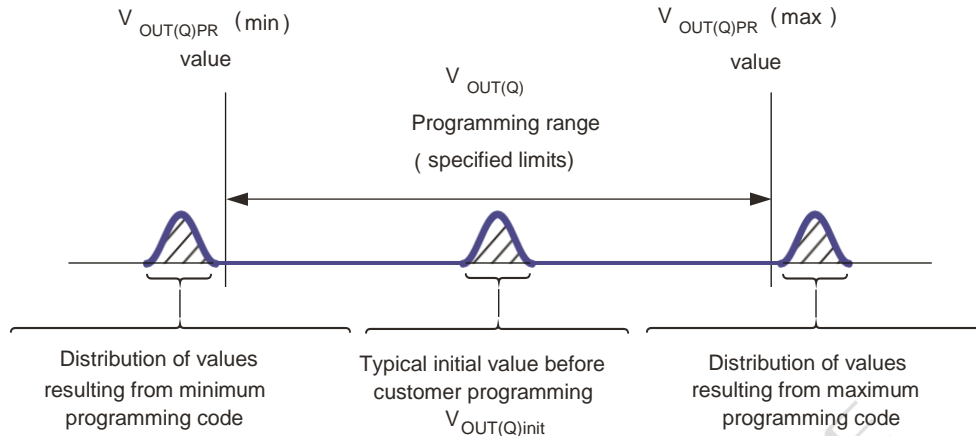 V OUT(Q)PR (min)
value
V OUT(Q)
Programming range
( specified limits)
V OUT(Q)PR (max )
value
Distribution of values
resulting from minimum
programming code
Typical initial value before
customer programming
V OUT(Q)init
Distribution of values
resulting from maximum
programming code